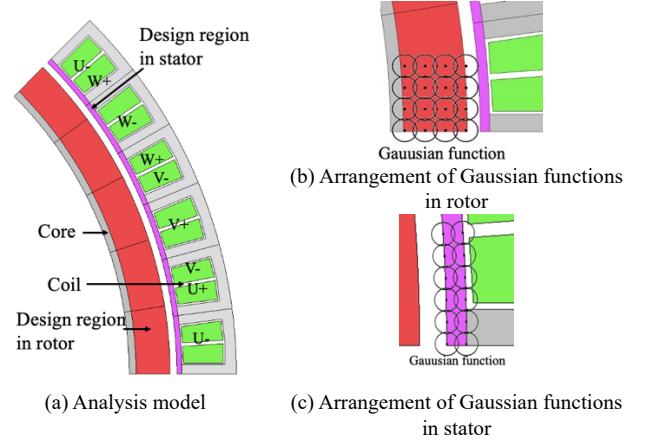 Design region
in stator
U-
W+
W-
W+
V-
V+
V-
U+
U-
Core
Coil
Design region
in rotor
(a) Analysis model
Gauusian function
(b) Arrangement of Gaussian functions
in rotor
Gauusian function
(c) Arrangement of Gaussian functions
in stator